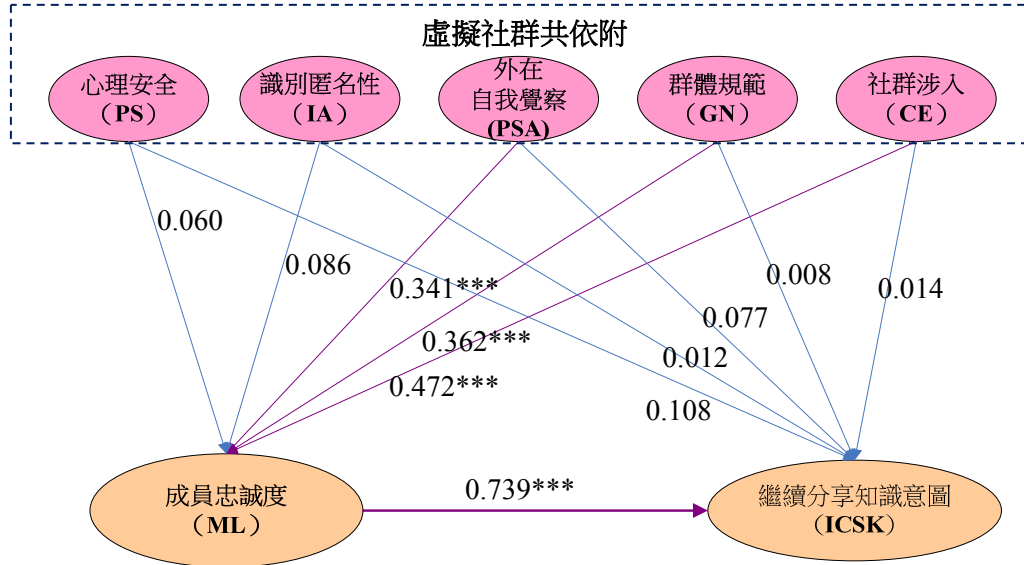 虛擬社群共依附
心理安全
（PS）
識別匿名性
（IA）
外在
自我覺察
(PSA)
群體規範
（GN）
社群涉入
（CE）
0.060
0.086
0.341***
0.008
0.014
0.077
0.362***
0.012
0.472***
0.108
成員忠誠度
（ML）
0.739***
繼續分享知識意圖
(ICSK）